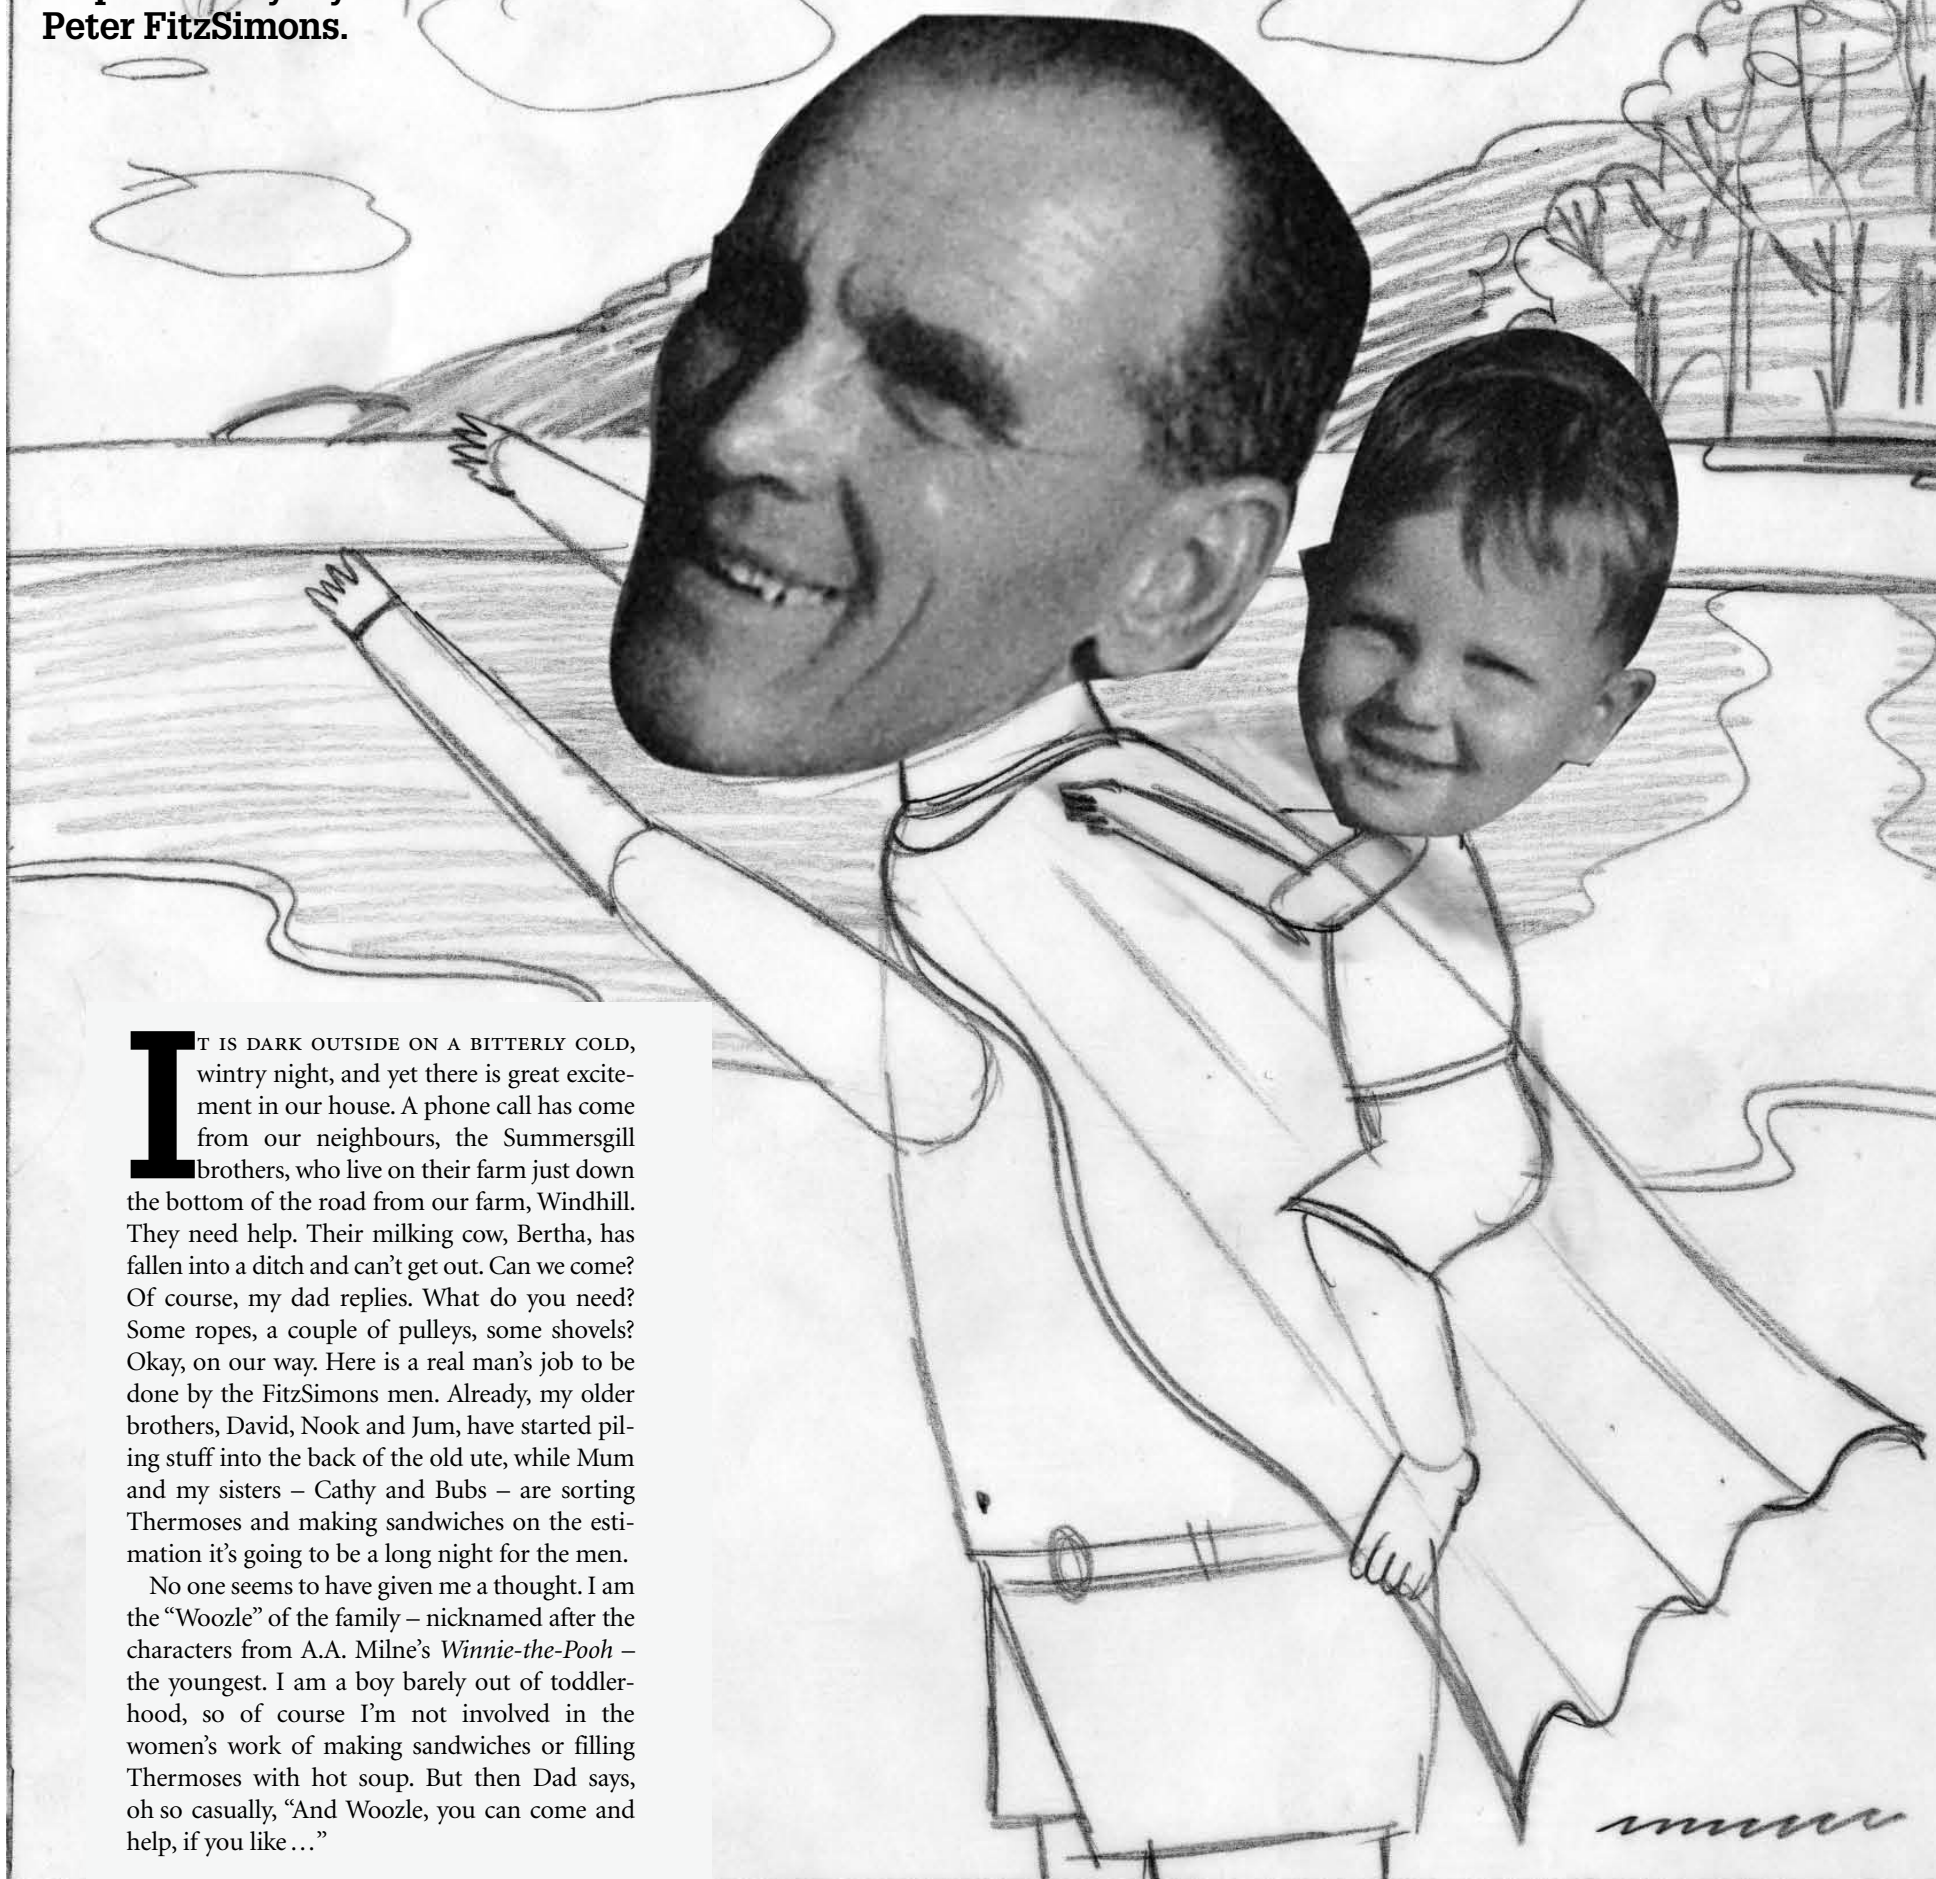 Peter FitzSimons.
IT IS DARK OUTSIDE ON A BITTERLY COLD,
wintry night, and yet there is great excite-
ment in our house. A phone call has come
from our neighbours, the Summersgill
brothers, who live on their farm just down
the bottom of the road from our farm, Windhill.
They need help. Their milking cow, Bertha, has
fallen into a ditch and can’t get out. Can we come?
Of course, my dad replies. What do you need?
Some ropes, a couple of pulleys, some shovels?
Okay, on our way. Here is a real man’s job to be
done by the FitzSimons men. Already, my older
brothers, David, Nook and Jum, have started pil-
ing stuff into the back of the old ute, while Mum
and my sisters – Cathy and Bubs – are sorting
Thermoses and making sandwiches on the esti-
mation it’s going to be a long night for the men.
No one seems to have given me a thought. I am
the “Woozle” of the family – nicknamed after the
characters from A.A. Milne’s Winnie-the-Pooh –
the youngest. I am a boy barely out of toddler-
hood, so of course I’m not involved in the
women’s work of making sandwiches or filling
Thermoses with hot soup. But then Dad says,
oh so casually, “And Woozle, you can come and
help, if you like…”